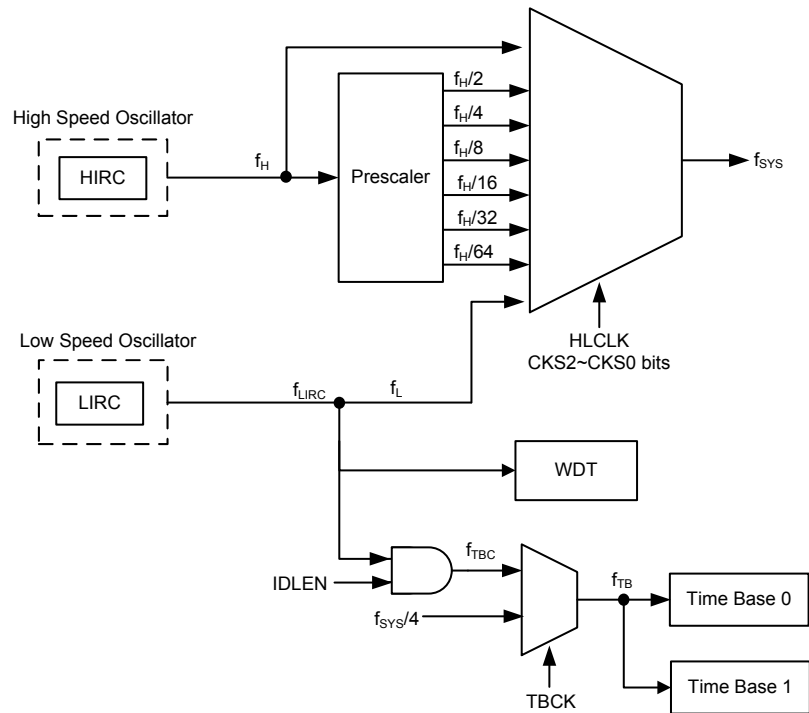 High Speed Oscillator
HIRC
fH
Prescaler
fH/2
fH/4
fH/8
fH/16
fH/32
fH/64
fSYS
HLCLK
CKS2~CKS0 bits
Low Speed Oscillator
LIRC
fLIRC
fL
WDT
fTBC
IDLEN
fSYS/4
TBCK
fTB
Time Base 0
Time Base 1